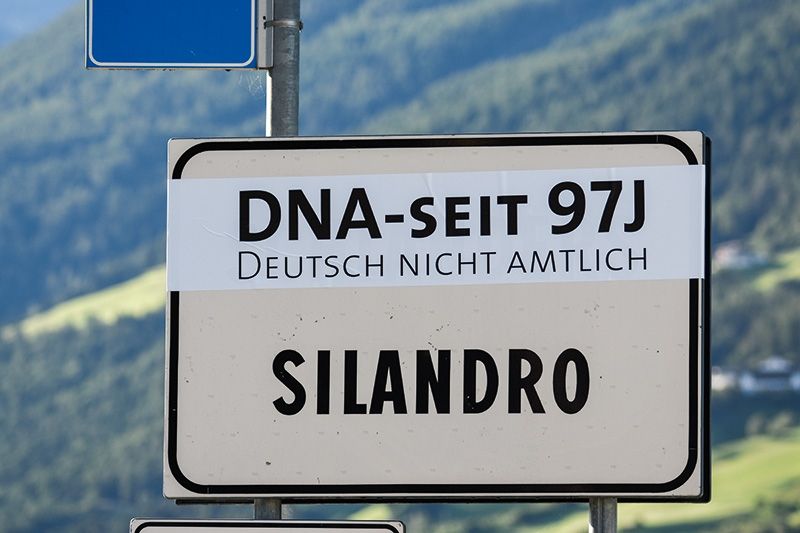 DNA-SEIT 97J
DEUTSCH NICHT AMTLICH
SILANDRO